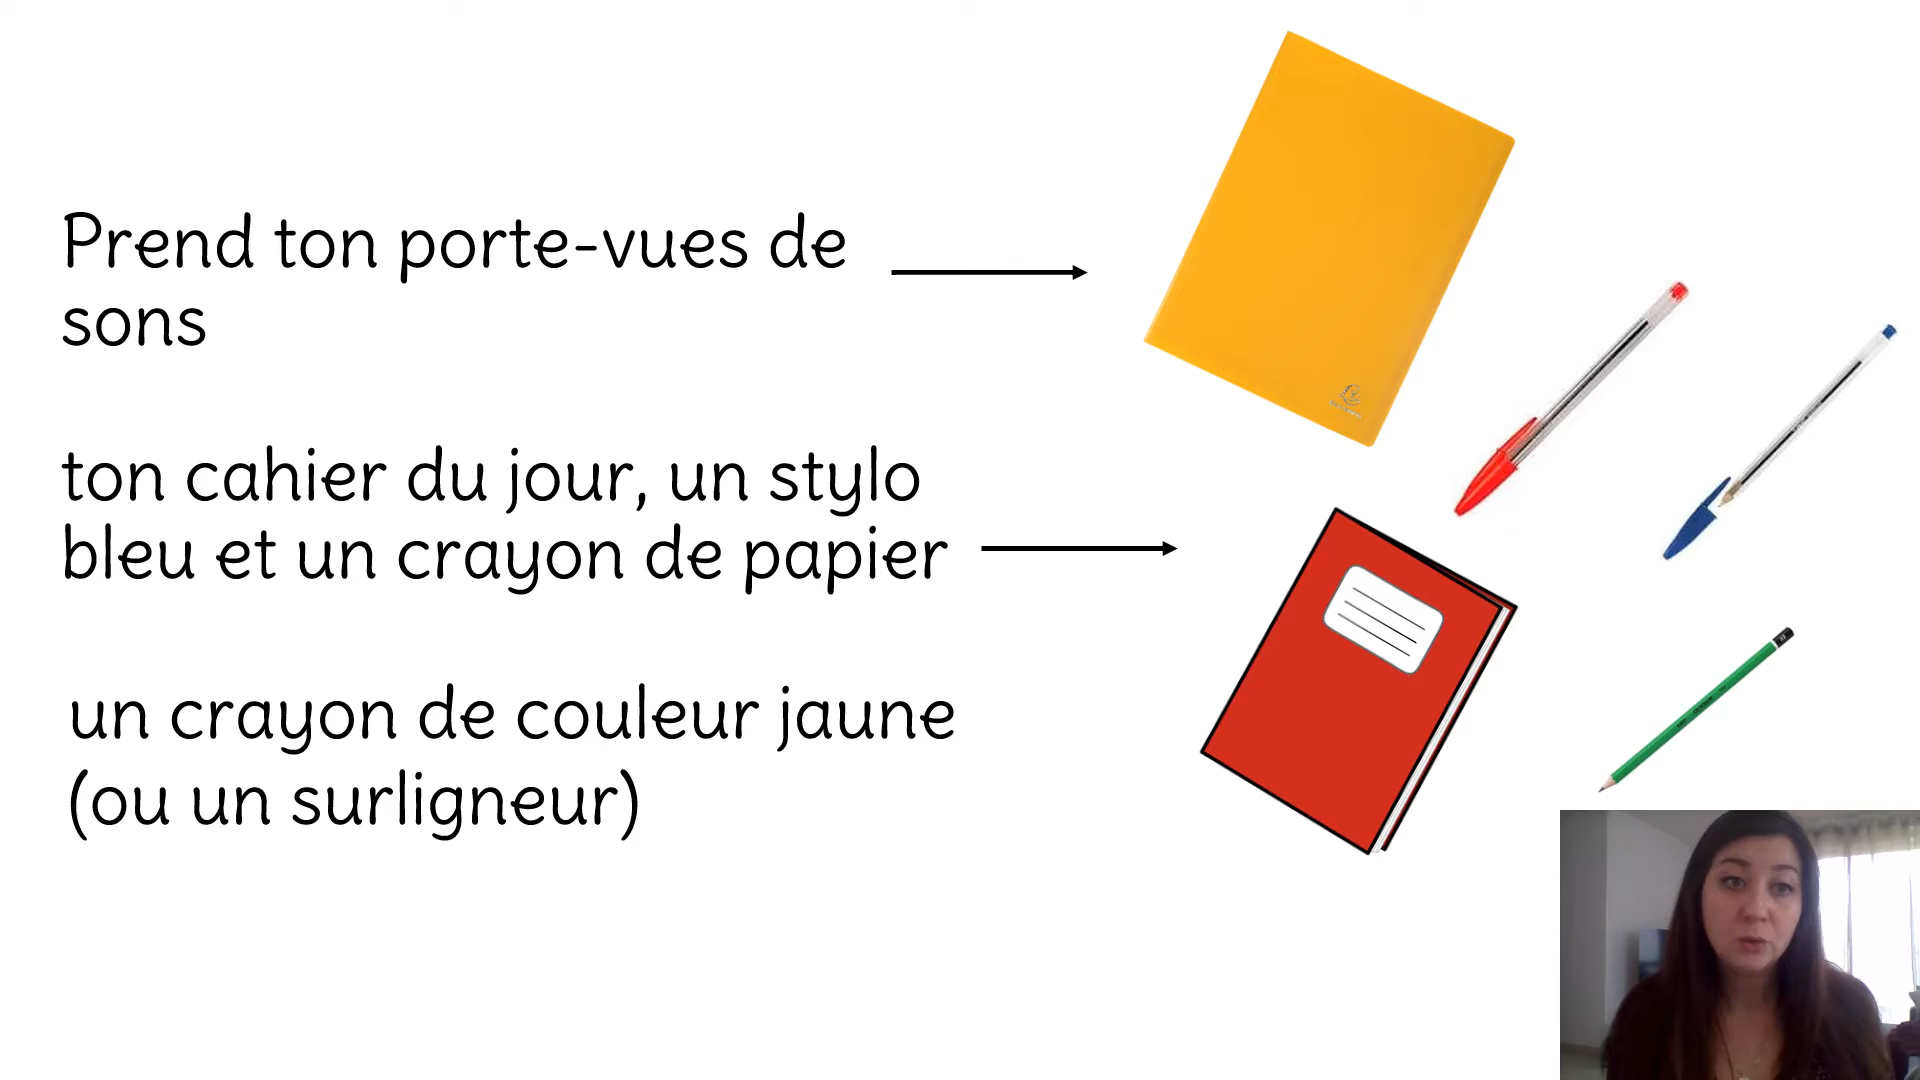 Prend ton porte-vues de
sons
ton cahier du jour, un stylo
bleu et un crayon de papier
un crayon de couleur jaune
(ou un surligneur)